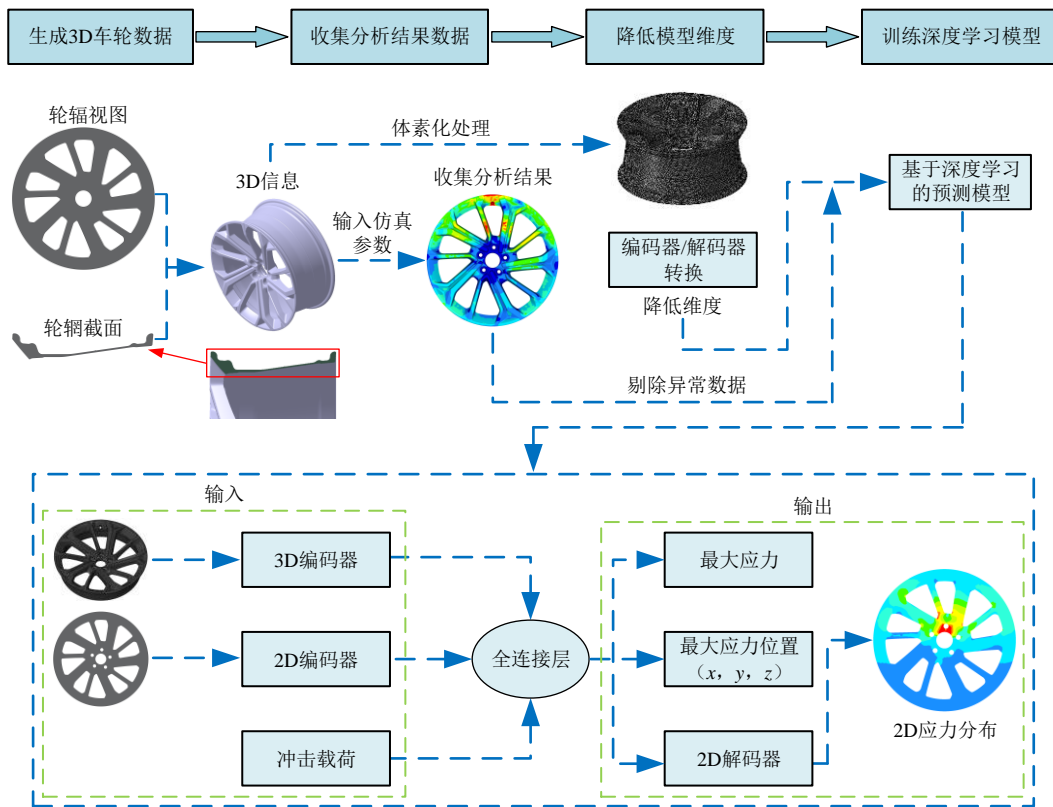 生成3D车轮数据
收集分析结果数据
降低模型维度
训练深度学习模型
轮辐视图
体素化处理
3D信息
收集分析结果
基于深度学习
的预测模型
输入仿真
参数
编码器/解码器
转换
降低维度
轮辋截面
剔除异常数据
输入
输出
3D编码器
最大应力
2D编码器
全连接层
最大应力位置
（x，y，z）
冲击载荷
2D解码器
2D应力分布